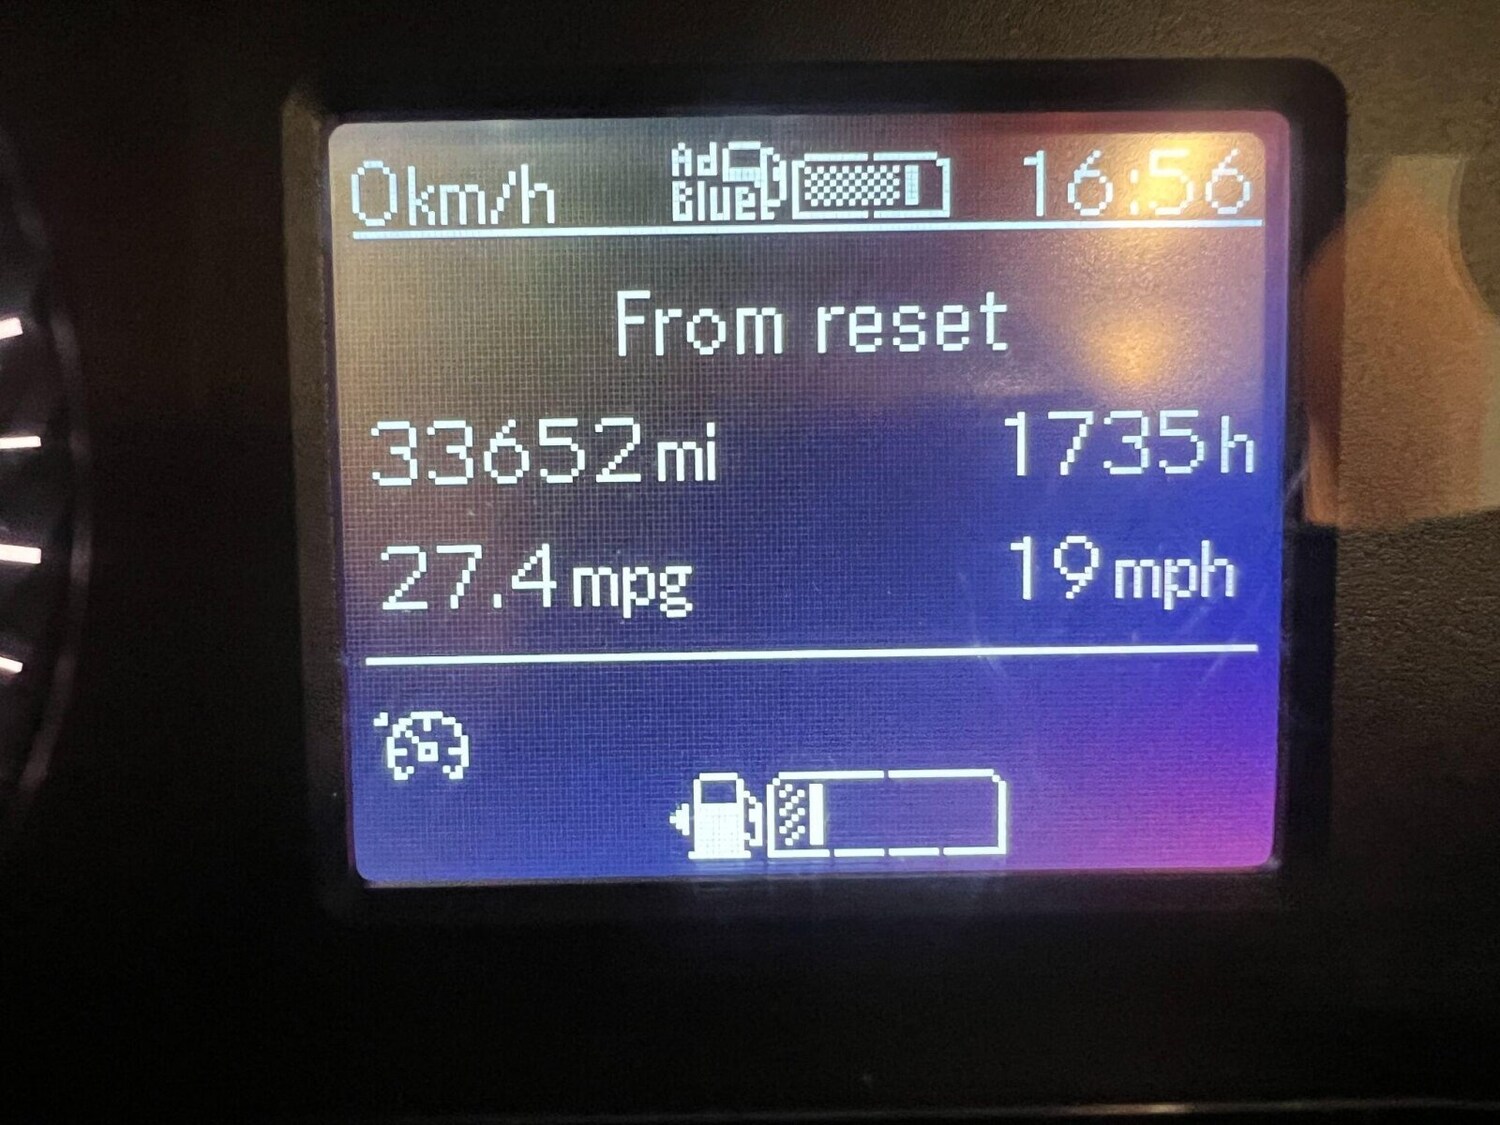 0km/h AdBlue 16:56
From reset
33652mi 1735h
27.4mpg 19mph